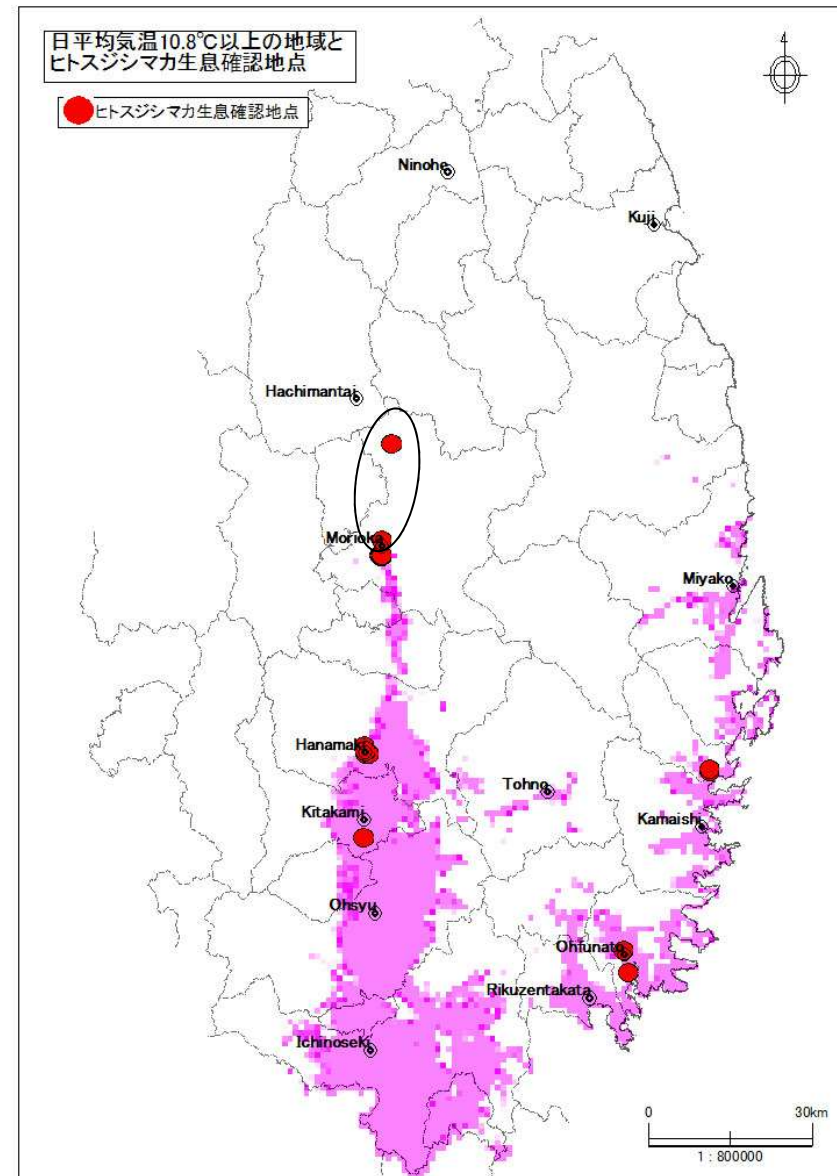 日平均気温10.8℃以上の地域と
ヒトスジシマカ生息確認地点
ヒトスジシマカ生息確認地点
4
Ninohe
Kuji
Hachimantai
Morioka
Miyako
Hanamaki
Tohno
Kitakami
Kamaishi
Ohsyu
Ohfunato
Rikuzentakata
Ichinoseki
0 30km
1 : 800000